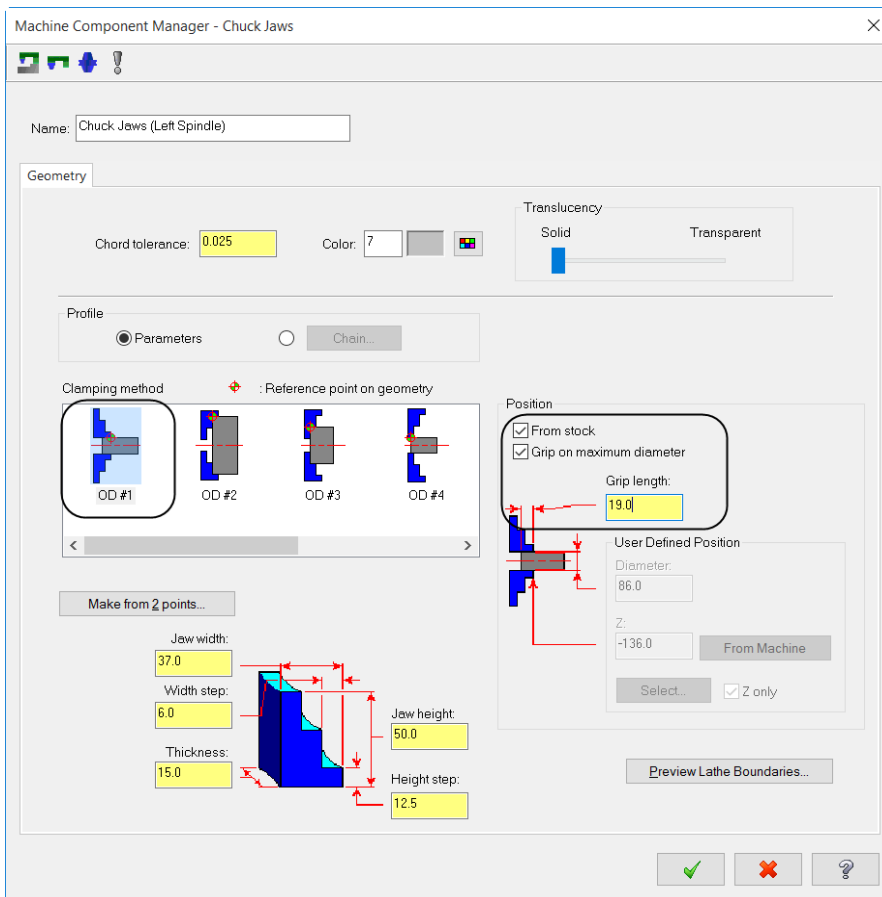 Machine Component Manager - Chuck Jaws
Name: Chuck Jaws (Left Spindle)
Geometry
Chord tolerance: 0.025
Color: 7
Translucency
Solid Transparent
Profile
Parameters
Chain...
Clamping method : Reference point on geometry
OD #1 OD #2 OD #3 OD #4
Position
From stock
Grip on maximum diameter
Grip length:
19.0
User Defined Position
Diameter:
86.0
Z:
-136.0 From Machine
Select... Z only
Make from 2 points...
Jaw width:
37.0
Width step:
6.0
Thickness:
15.0
Jaw height:
50.0
Height step:
12.5
Preview Lathe Boundaries...